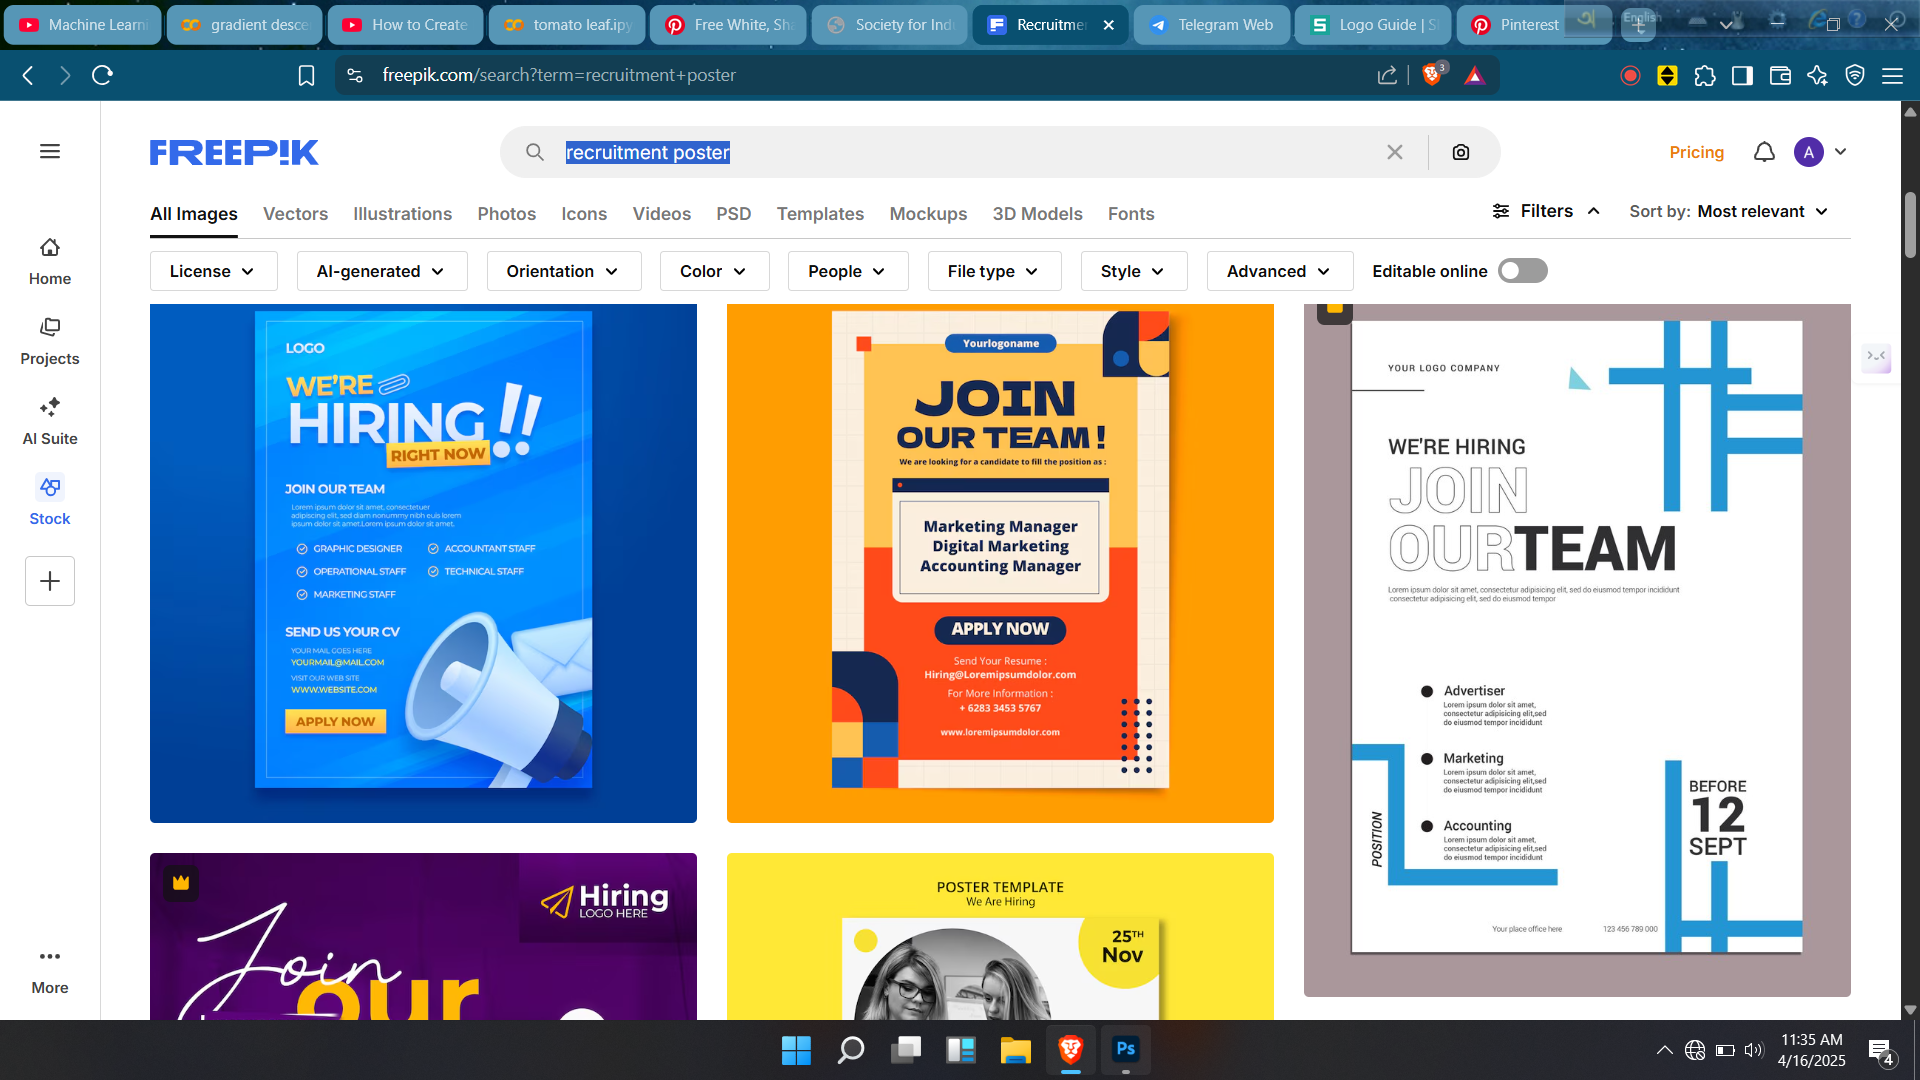 Machine Learni
gradient desce
How to Create
tomato leaf.ipy
Free White, Sha
Society for Indu
Recruitme
Telegram Web
Logo Guide | S
Pinterest
English
freepik.com/search?term=recruitment+poster
3
FREEPIK
recruitment poster
Pricing
A
All Images
Vectors
Illustrations
Photos
Icons
Videos
PSD
Templates
Mockups
3D Models
Fonts
Filters
Sort by: Most relevant
License
AI-generated
Orientation
Color
People
File type
Style
Advanced
Editable online
Home
Projects
AI Suite
Stock
More
LOGO
WE'RE
HIRING!!
RIGHT NOW
JOIN OUR TEAM
Lorem ipsum dolor sit amet, consectetuer
adipiscing elit, sed diam nonummy nibh euis lorem
ipsum dolor sit amet.Lorem ipsum dolor sit amet.
GRAPHIC DESIGNER
ACCOUNTANT STAFF
OPERATIONAL STAFF
TECHNICAL STAFF
MARKETING STAFF
SEND US YOUR CV
YOUR MAIL GOES HERE
YOURMAIL@MAIL.COM
VISIT OUR WEB SITE
WWW.WEBSITE.COM
APPLY NOW
Yourlogoname
JOIN
OUR TEAM!
We are looking for a candidate to fill the position as :
Marketing Manager
Digital Marketing
Accounting Manager
APPLY NOW
Send Your Resume :
Hiring@Loremipsumdolor.com
For More Information :
+ 6283 3453 5767
www.loremipsumdolor.com
YOUR LOGO COMPANY
WE'RE HIRING
JOIN
OURTEAM
Lorem ipsum dolor sit amet, consectetur adipisicing elit, sed do eiusmod tempor incididunt
consectetur adipisicing elit, sed do eiusmod tempor
Advertiser
Lorem ipsum dolor sit amet,
consectetur adipisicing elit,sed
do eiusmod tempor incididunt
Marketing
Lorem ipsum dolor sit amet,
consectetur adipisicing elit,sed
do eiusmod tempor incididunt
Accounting
Lorem ipsum dolor sit amet,
consectetur adipisicing elit,sed
do eiusmod tempor incididunt
POSITION
BEFORE
12
SEPT
Your place office here
123 456 789 000
Hiring
LOGO HERE
Join
our
POSTER TEMPLATE
We Are Hiring
25TH
Nov
Ps
11:35 AM
4/16/2025
4